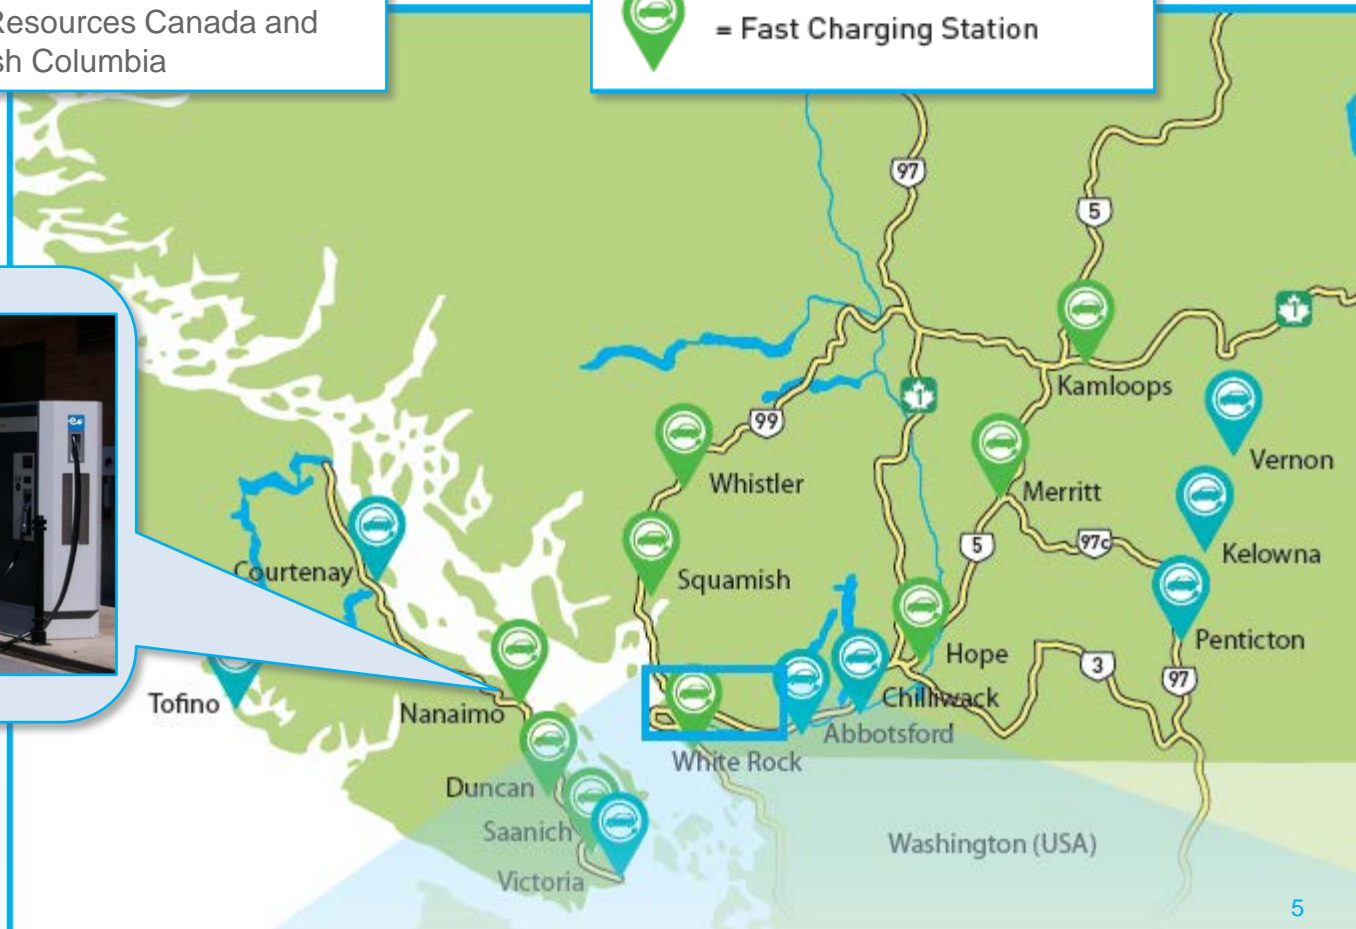 Resources Canada and
sh Columbia
= Fast Charging Station
97
5
1
Kamloops
1
99
Vernon
Whistler
Merritt
5
97c
Kelowna
Courtenay
Squamish
Penticton
Hope
3
97
Tofino
Nanaimo
Chilliwack
Abbotsford
White Rock
Duncan
Saanich
Washington (USA)
Victoria
5